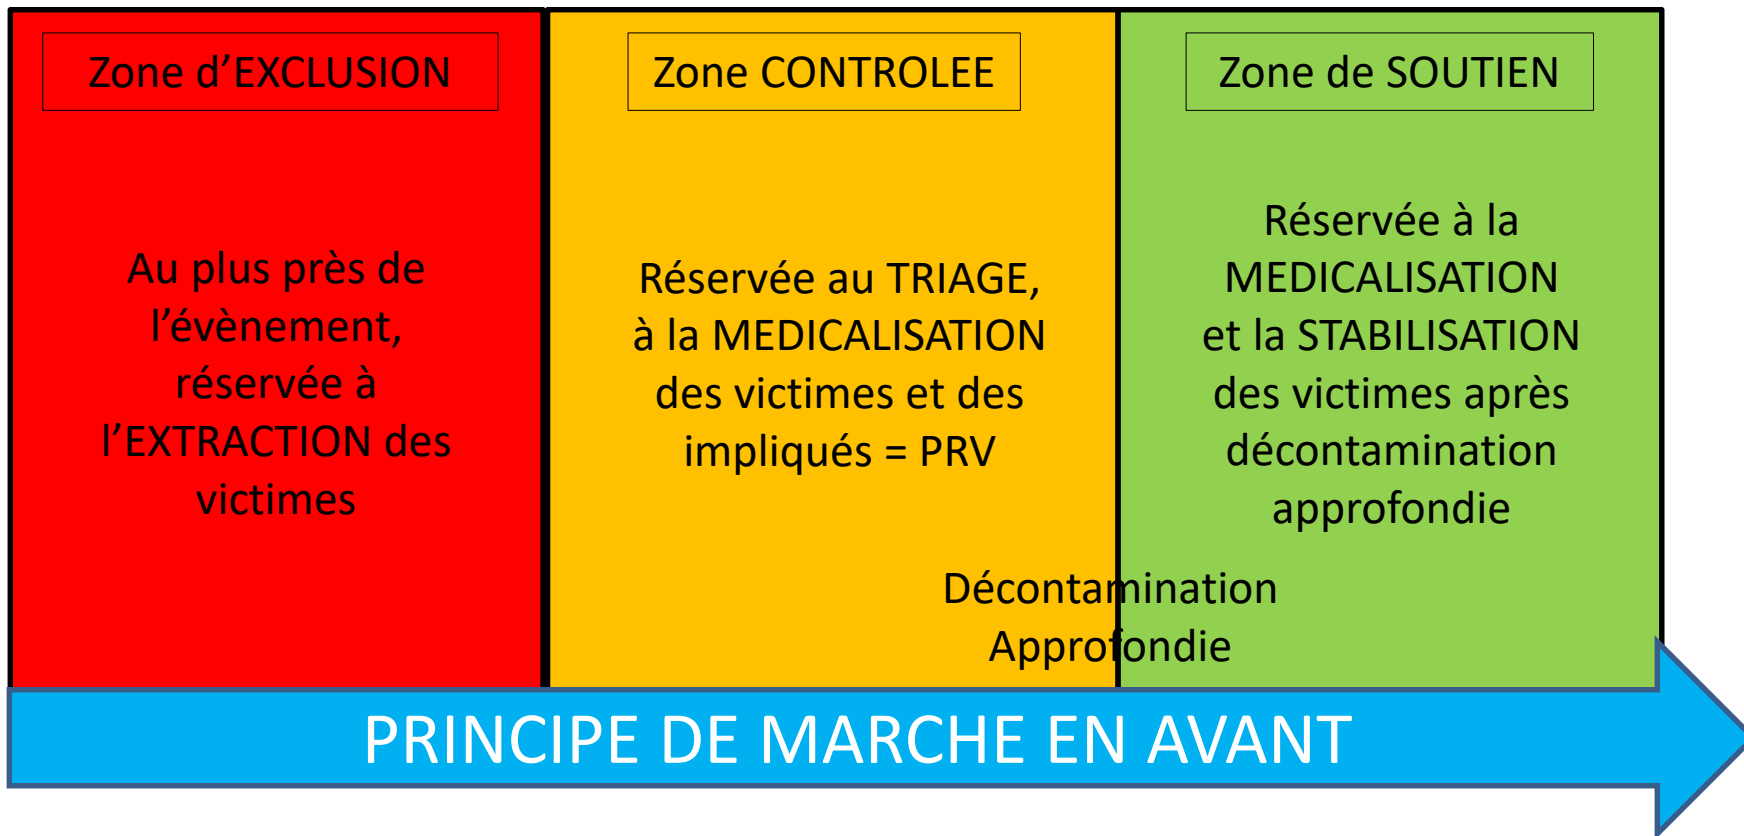 Zone d’EXCLUSION
Au plus près de
l’évènement,
réservée à
l’EXTRACTION des
victimes
Zone CONTROLEE
Réservée au TRIAGE,
à la MEDICALISATION
des victimes et des
impliqués = PRV
Zone de SOUTIEN
Réservée à la
MEDICALISATION
et la STABILISATION
des victimes après
décontamination
approfondie
Décontamination
Approfondie
PRINCIPE DE MARCHE EN AVANT